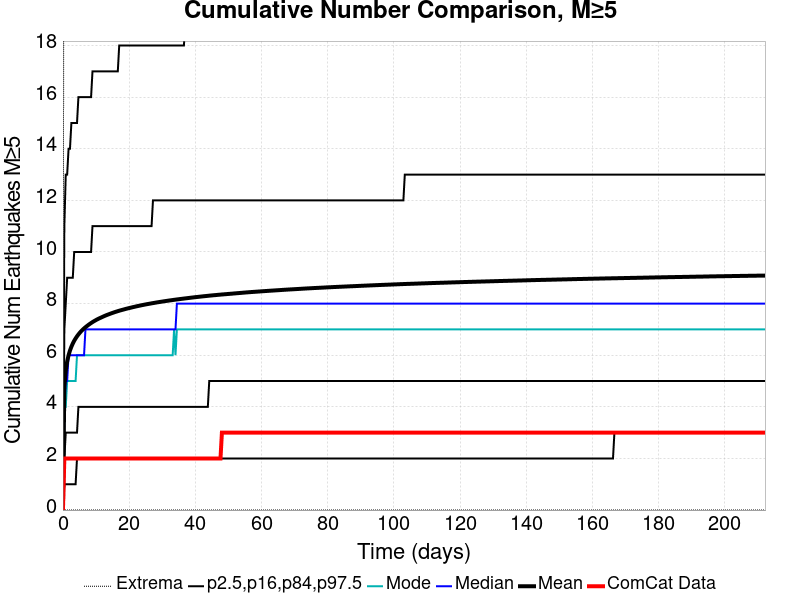 Cumulative Number Comparison, M≥5
Cumulative Num Earthquakes M≥5
18
16
14
12
10
8
6
4
2
0
0 20 40 60 80 100 120 140 160 180 200
Time (days)
Extrema p2.5,p16,p84,p97.5 Mode Median Mean ComCat Data